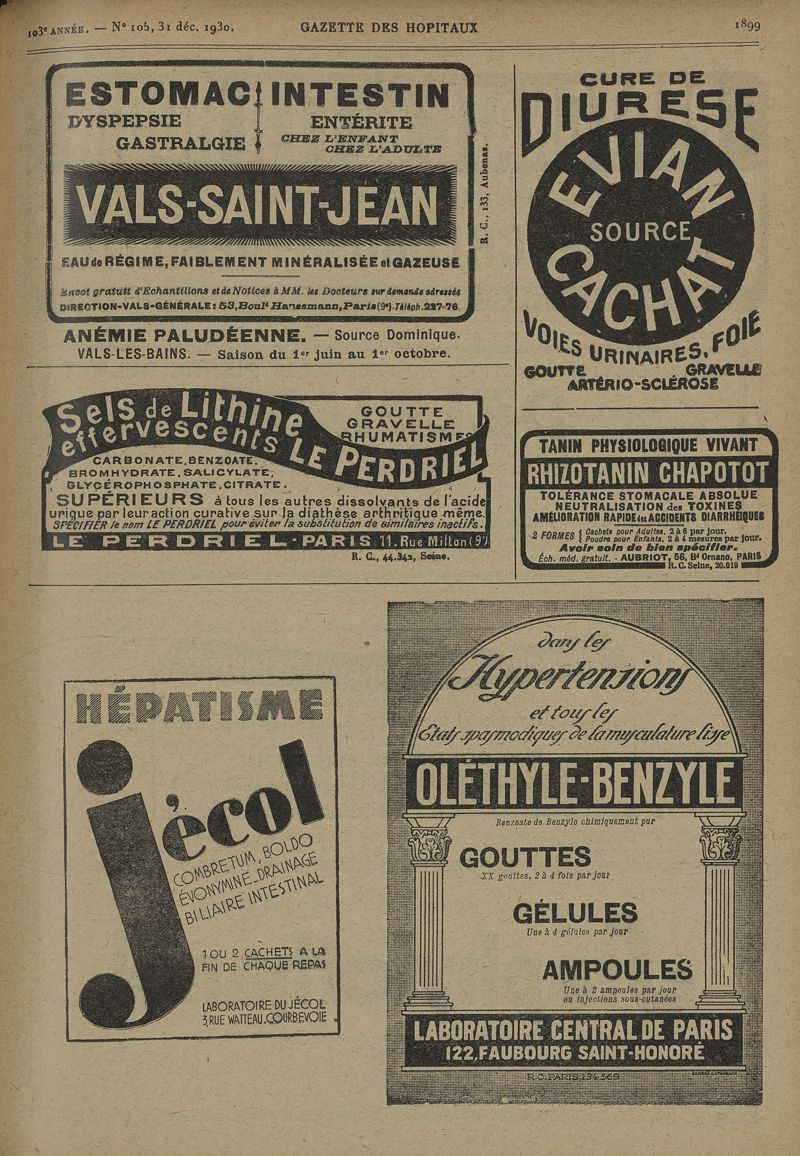 103e ANNÉE. — N° 105, 31 déc. 1930.
GAZETTE DES HOPITAUX
1899
ESTOMAC INTESTIN
DYSPEPSIE
GASTRALGIE
ENTÉRITE
CHEZ L'ENFANT
CHEZ L'ADULTE
VALS-SAINT-JEAN
EAU de RÉGIME, FAIBLEMENT MINÉRALISÉE et GAZEUSE
Envoi gratuit d'Echantillons et de Notices à MM. les Docteurs sur demande adressée
DIRECTION-VALS-GÉNÉRALE: 53, Boulᵈ Haussmann, Paris (9ᵉ). Téléph. 227-76.
R. C., 133, Aubenas.
ANÉMIE PALUDÉENNE. — Source Dominique.
VALS-LES-BAINS. — Saison du 1er juin au 1er octobre.
CURE DE
DIURESE
EVIAN
SOURCE
CACHAT
VOIES URINAIRES, FOIE
GOUTTE GRAVELLE
ARTÉRIO-SCLÉROSE
Sels de Lithine
effervescents LE PERDRIEL
GOUTTE
GRAVELLE
RHUMATISMES
CARBONATE, BENZOATE.
BROMHYDRATE, SALICYLATE,
GLYCÉROPHOSPHATE, CITRATE.
SUPÉRIEURS à tous les autres dissolvants de l'acide
urique par leur action curative sur la diathèse arthritique même.
SPÉCIFIER le nom LE PERDRIEL pour éviter la substitution de similaires inactifs.
LE PERDRIEL - PARIS 11, Rue Milton (9ᵉ)
R. C., 44.342, Seine.
TANIN PHYSIOLOGIQUE VIVANT
RHIZOTANIN CHAPOTOT
TOLÉRANCE STOMACALE ABSOLUE
NEUTRALISATION des TOXINES
AMÉLIORATION RAPIDE des ACCIDENTS DIARRHÉIQUES
2 FORMES { Cachets pour Adultes, 2 à 6 par jour.
Poudre pour Enfants, 2 à 4 mesures par jour.
Avoir soin de bien spécifier.
Éch. méd. gratuit. - AUBRIOT, 56, Bᵈ Ornano, PARIS
R. C. Seine, 20.019
HÉPATISME
jécol
COMBRETUM, BOLDO
ÉVONYMINE_DRAINAGE
BILIAIRE INTESTINAL
1 OU 2 CACHETS A LA
FIN DE CHAQUE REPAS
LABORATOIRE DU JÉCOL
3, RUE WATTEAU. COURBEVOIE
dans les
Hypertensions
et tous les
États spasmodiques de la musculature lisse
OLÉTHYLE-BENZYLE
Benzoate de Benzyle chimiquement pur
GOUTTES
XX gouttes, 2 à 4 fois par jour
GÉLULES
Une à 4 gélules par jour
AMPOULES
Une à 2 ampoules par jour
en injections sous-cutanées
LABORATOIRE CENTRAL DE PARIS
122, FAUBOURG SAINT-HONORÉ
R.C. PARIS, 134-569